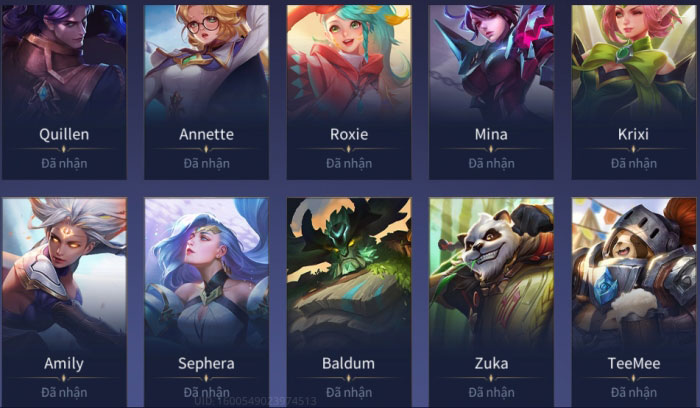 Quillen
Annette
Roxie
Mina
Krixi
Đã nhận
Đã nhận
Đã nhận
Đã nhận
Đã nhận
Amily
Sephera
Baldum
Zuka
TeeMee
Đã nhận
Đã nhận
Đã nhận
Đã nhận
Đã nhận
UID:1600549023974513